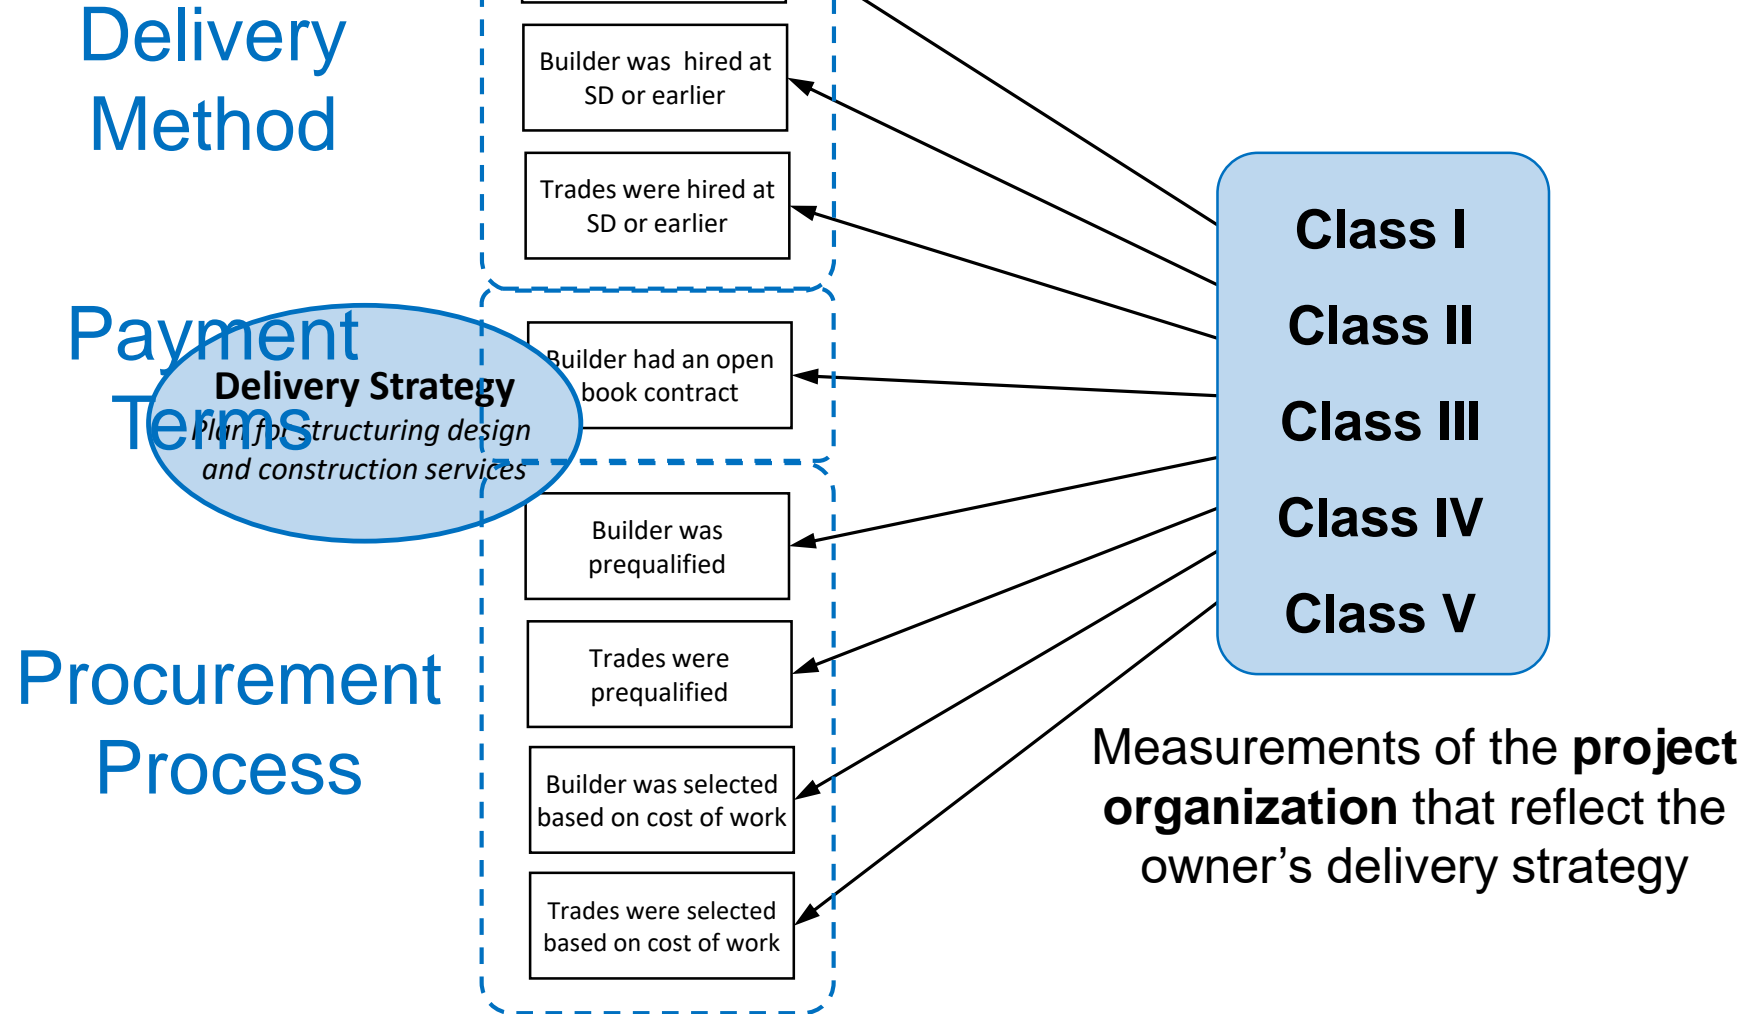 Delivery
Method
Builder was  hired at
SD or earlier
Trades were hired at
SD or earlier
Payment
Terms
Delivery Strategy
Plan for structuring design
and construction services
Builder had an open
book contract
Procurement
Process
Builder was
prequalified
Trades were
prequalified
Builder was selected
based on cost of work
Trades were selected
based on cost of work
Class I
Class II
Class III
Class IV
Class V
Measurements of the project
organization that reflect the
owner’s delivery strategy